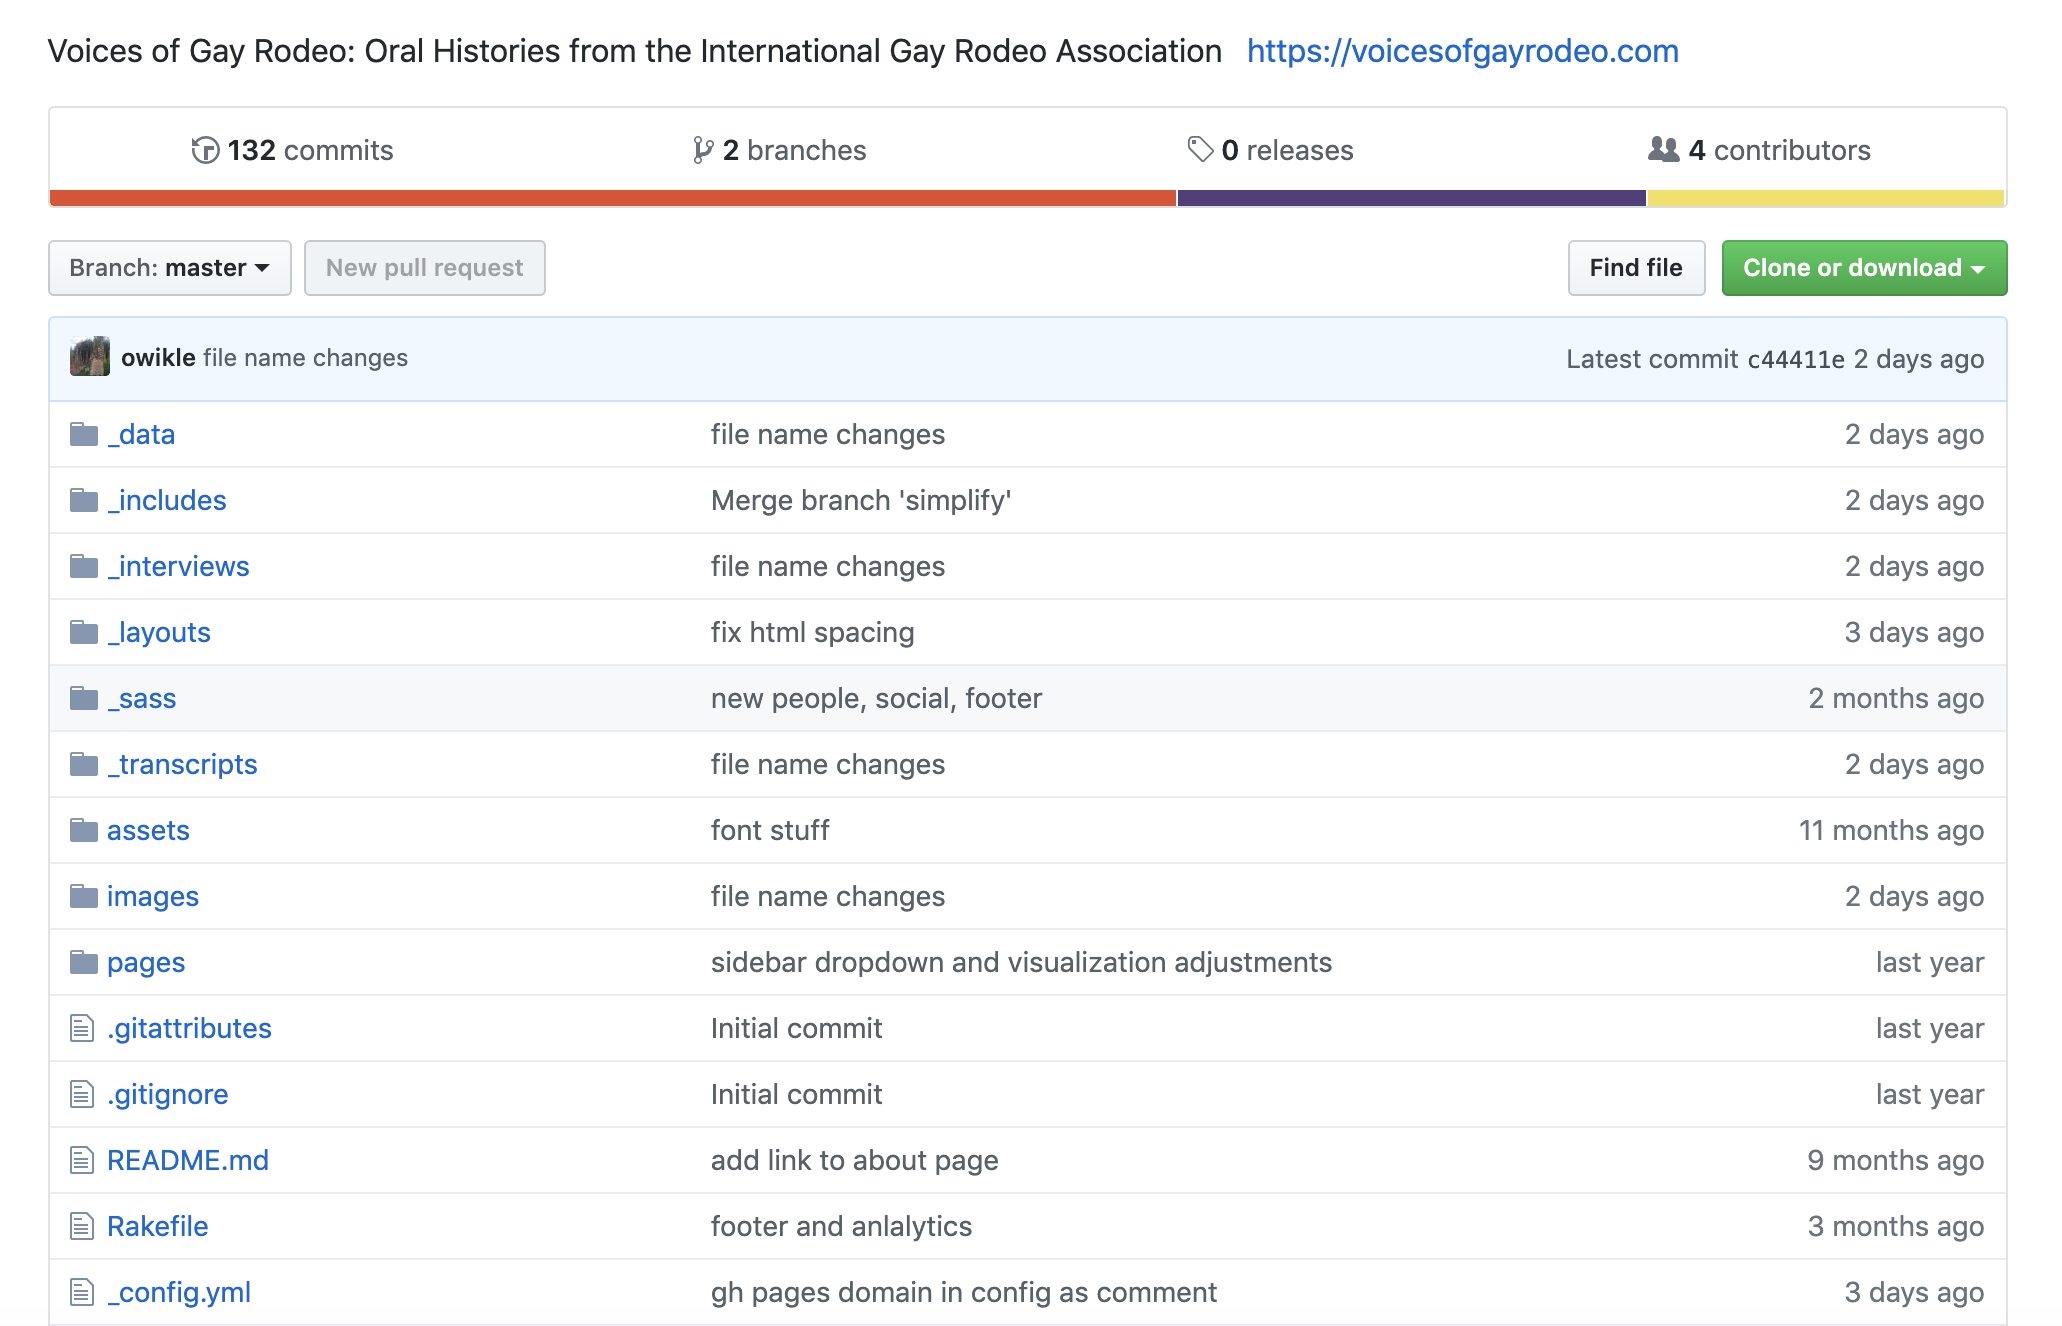 Voices of Gay Rodeo: Oral Histories from the International Gay Rodeo Association https://voicesofgayrodeo.com
132 commits 2 branches 0 releases 4 contributors
Branch: master New pull request Find file Clone or download
owikle file name changes Latest commit c44411e 2 days ago
_data file name changes 2 days ago
_includes Merge branch 'simplify' 2 days ago
_interviews file name changes 2 days ago
_layouts fix html spacing 3 days ago
_sass new people, social, footer 2 months ago
_transcripts file name changes 2 days ago
assets font stuff 11 months ago
images file name changes 2 days ago
pages sidebar dropdown and visualization adjustments last year
.gitattributes Initial commit last year
.gitignore Initial commit last year
README.md add link to about page 9 months ago
Rakefile footer and anlalytics 3 months ago
_config.yml gh pages domain in config as comment 3 days ago